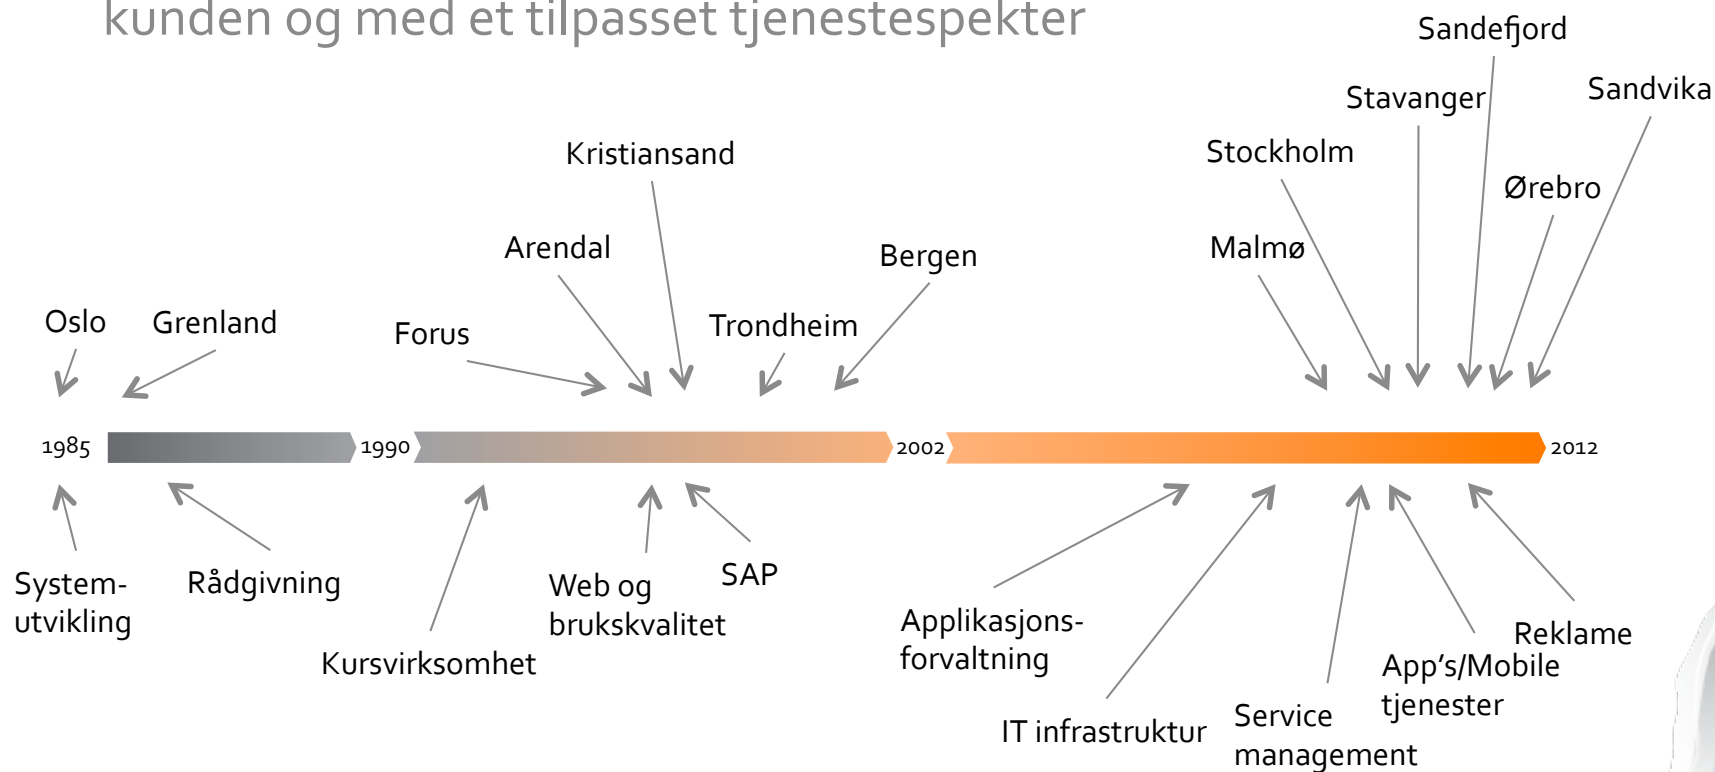 kunden og med et tilpasset tjenestespekter
Sandefjord
Stavanger
Sandvika
Kristiansand
Stockholm
Ørebro
Arendal
Bergen
Malmø
Oslo
Grenland
Forus
Trondheim
1985
1990
2002
2012
System-
utvikling
Rådgivning
Kursvirksomhet
Web og
brukskvalitet
SAP
Applikasjons-
forvaltning
IT infrastruktur
Service
management
App's/Mobile
tjenester
Reklame